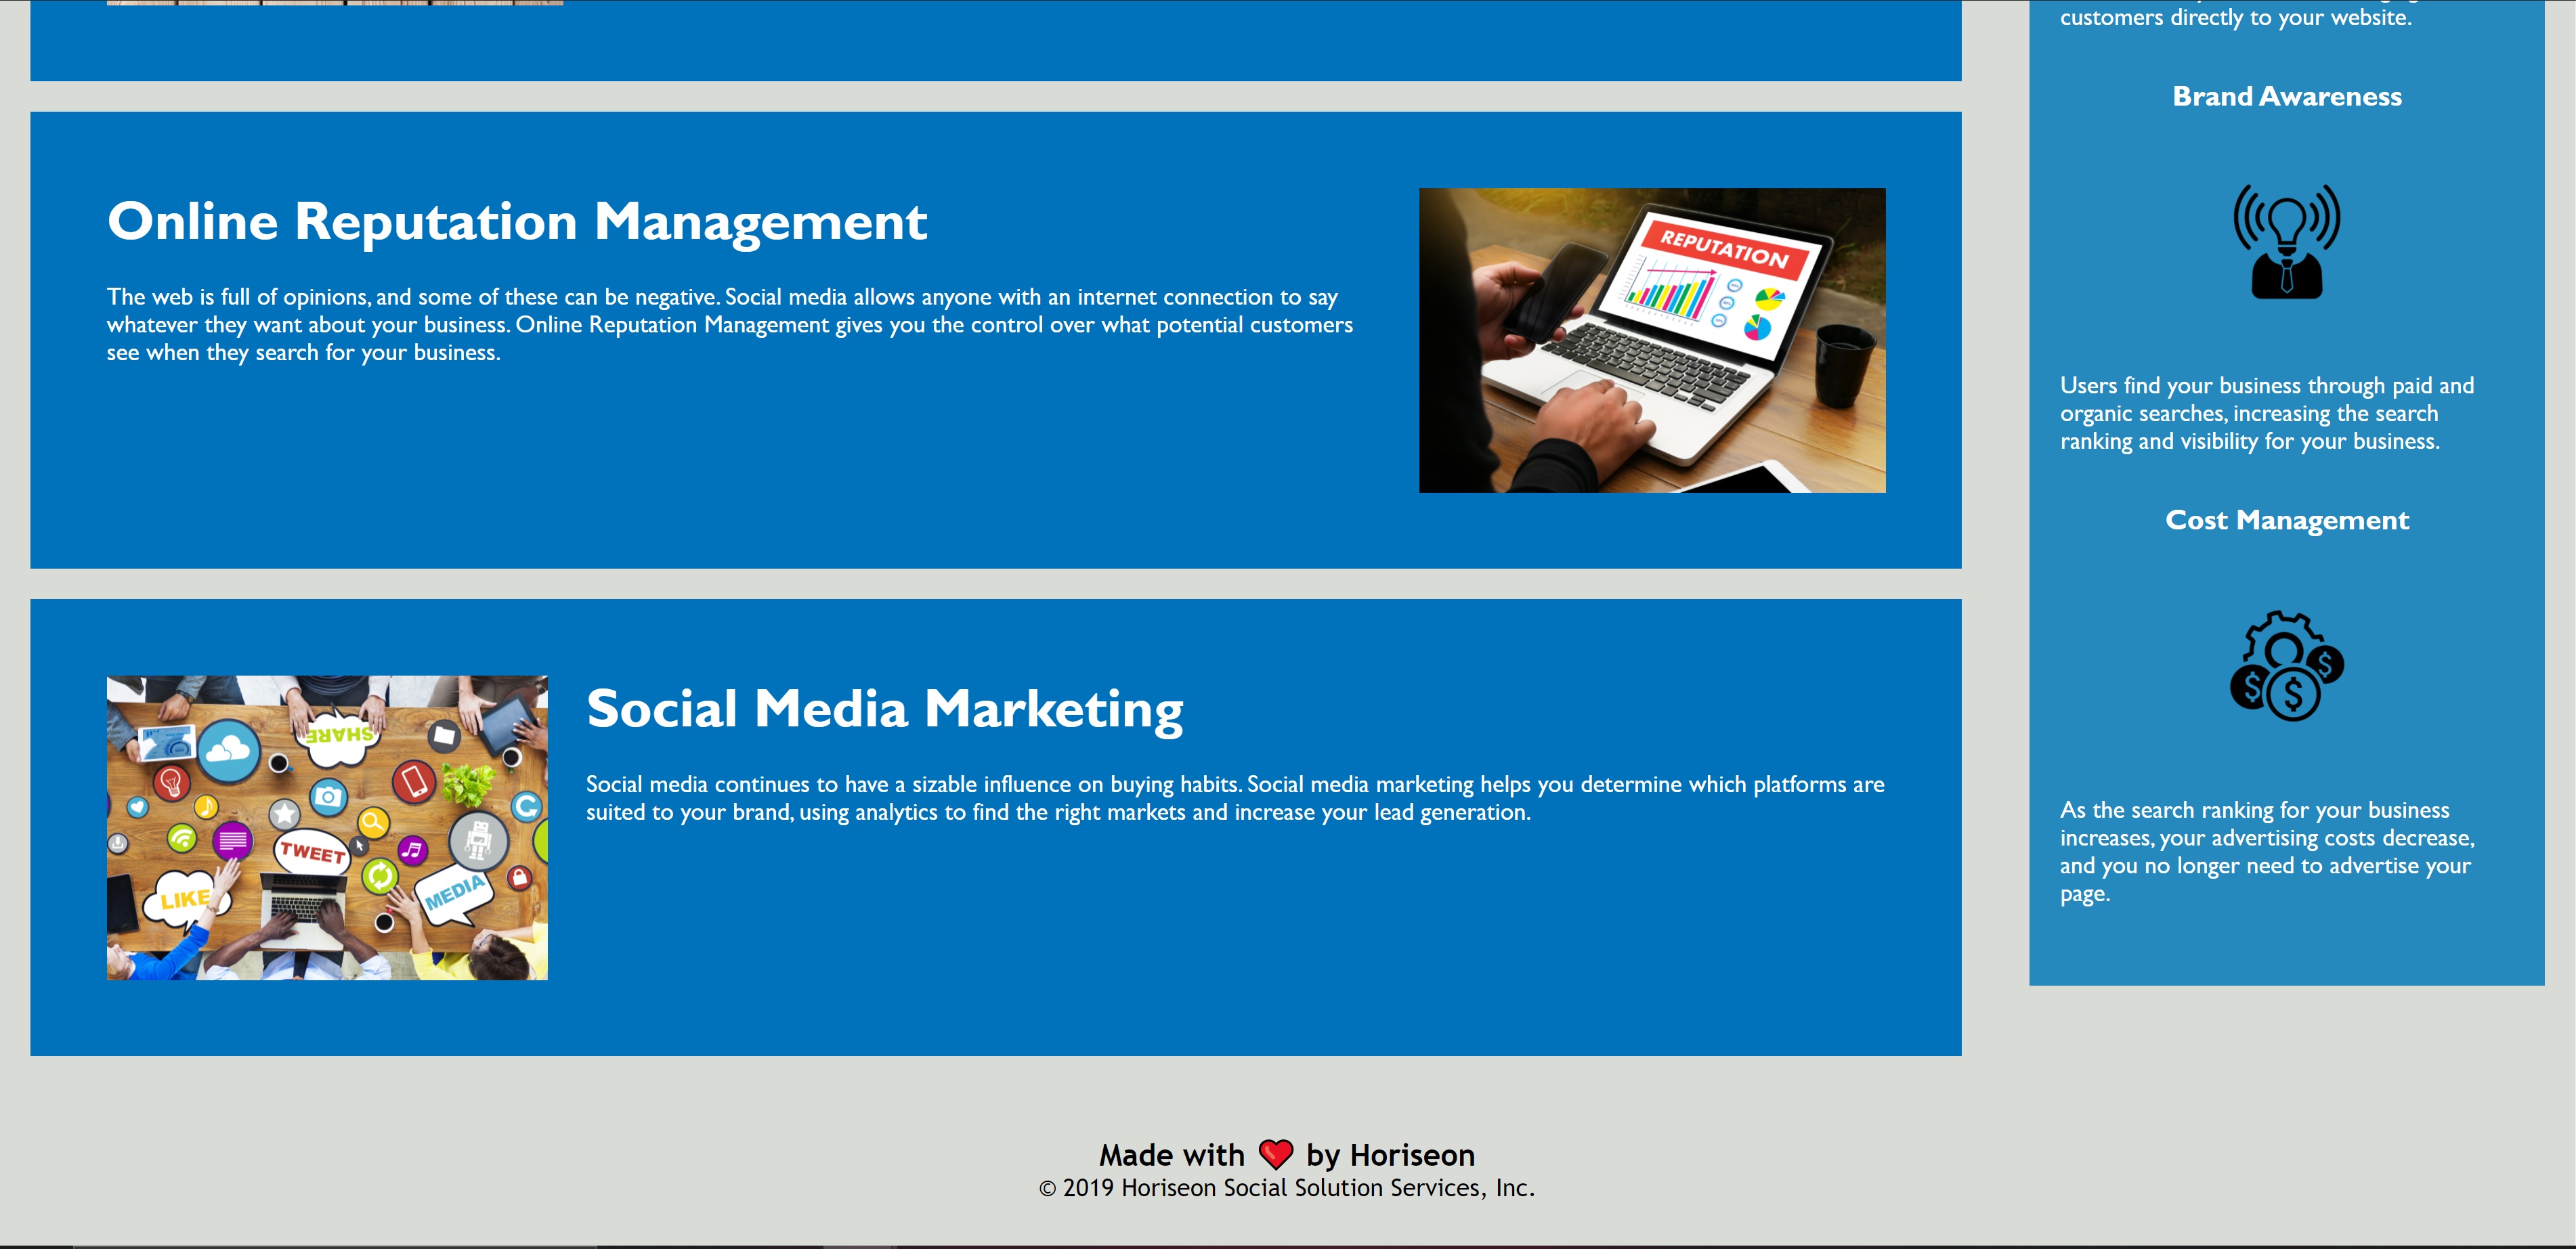 customers directly to your website.
Brand Awareness
Users find your business through paid and
organic searches, increasing the search
ranking and visibility for your business.
Cost Management
As the search ranking for your business
increases, your advertising costs decrease,
and you no longer need to advertise your
page.
Online Reputation Management
The web is full of opinions, and some of these can be negative. Social media allows anyone with an internet connection to say
whatever they want about your business. Online Reputation Management gives you the control over what potential customers
see when they search for your business.
REPUTATION
Social Media Marketing
Social media continues to have a sizable influence on buying habits. Social media marketing helps you determine which platforms are
suited to your brand, using analytics to find the right markets and increase your lead generation.
SHARE
TWEET
LIKE
MEDIA
$
$
$
Made with ❤️ by Horiseon
© 2019 Horiseon Social Solution Services, Inc.